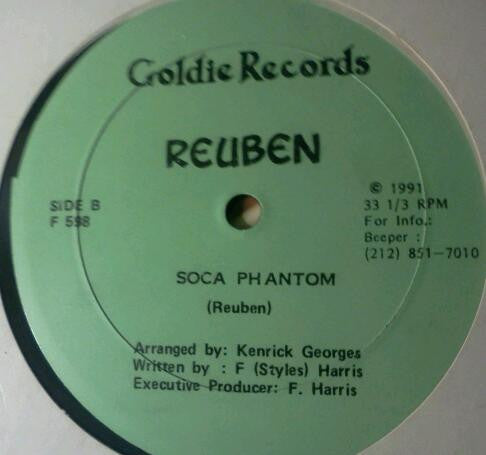 Goldie Records
REUBEN
SIDE B
F 598
© 1991
33 1/3 RPM
For Info.:
Beeper :
(212) 851-7010
SOCA PHANTOM
(Reuben)
Arranged by: Kenrick Georges
Written by : F (Styles) Harris
Executive Producer: F. Harris